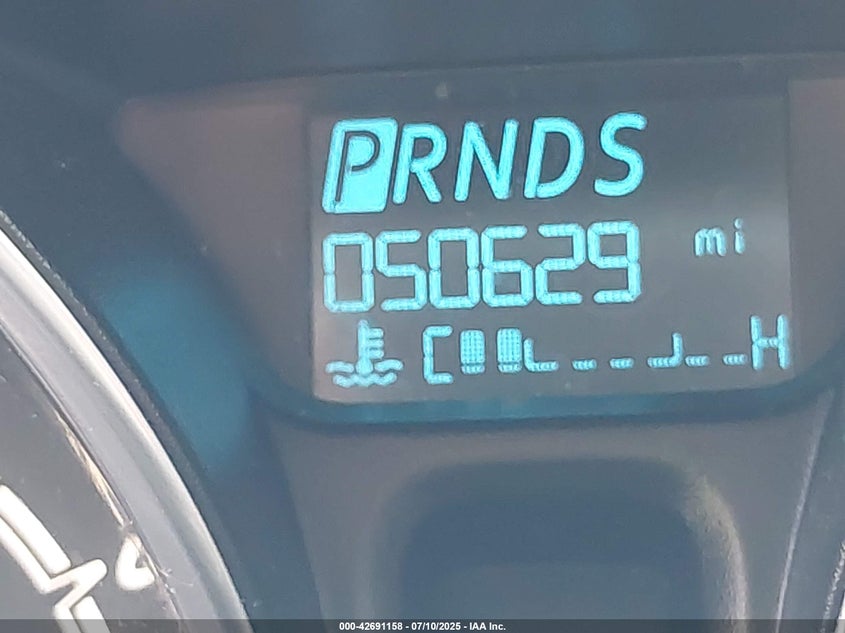 PRNDS
050629 mi
C H
000-42691158 - 07/10/2025 - IAA Inc.